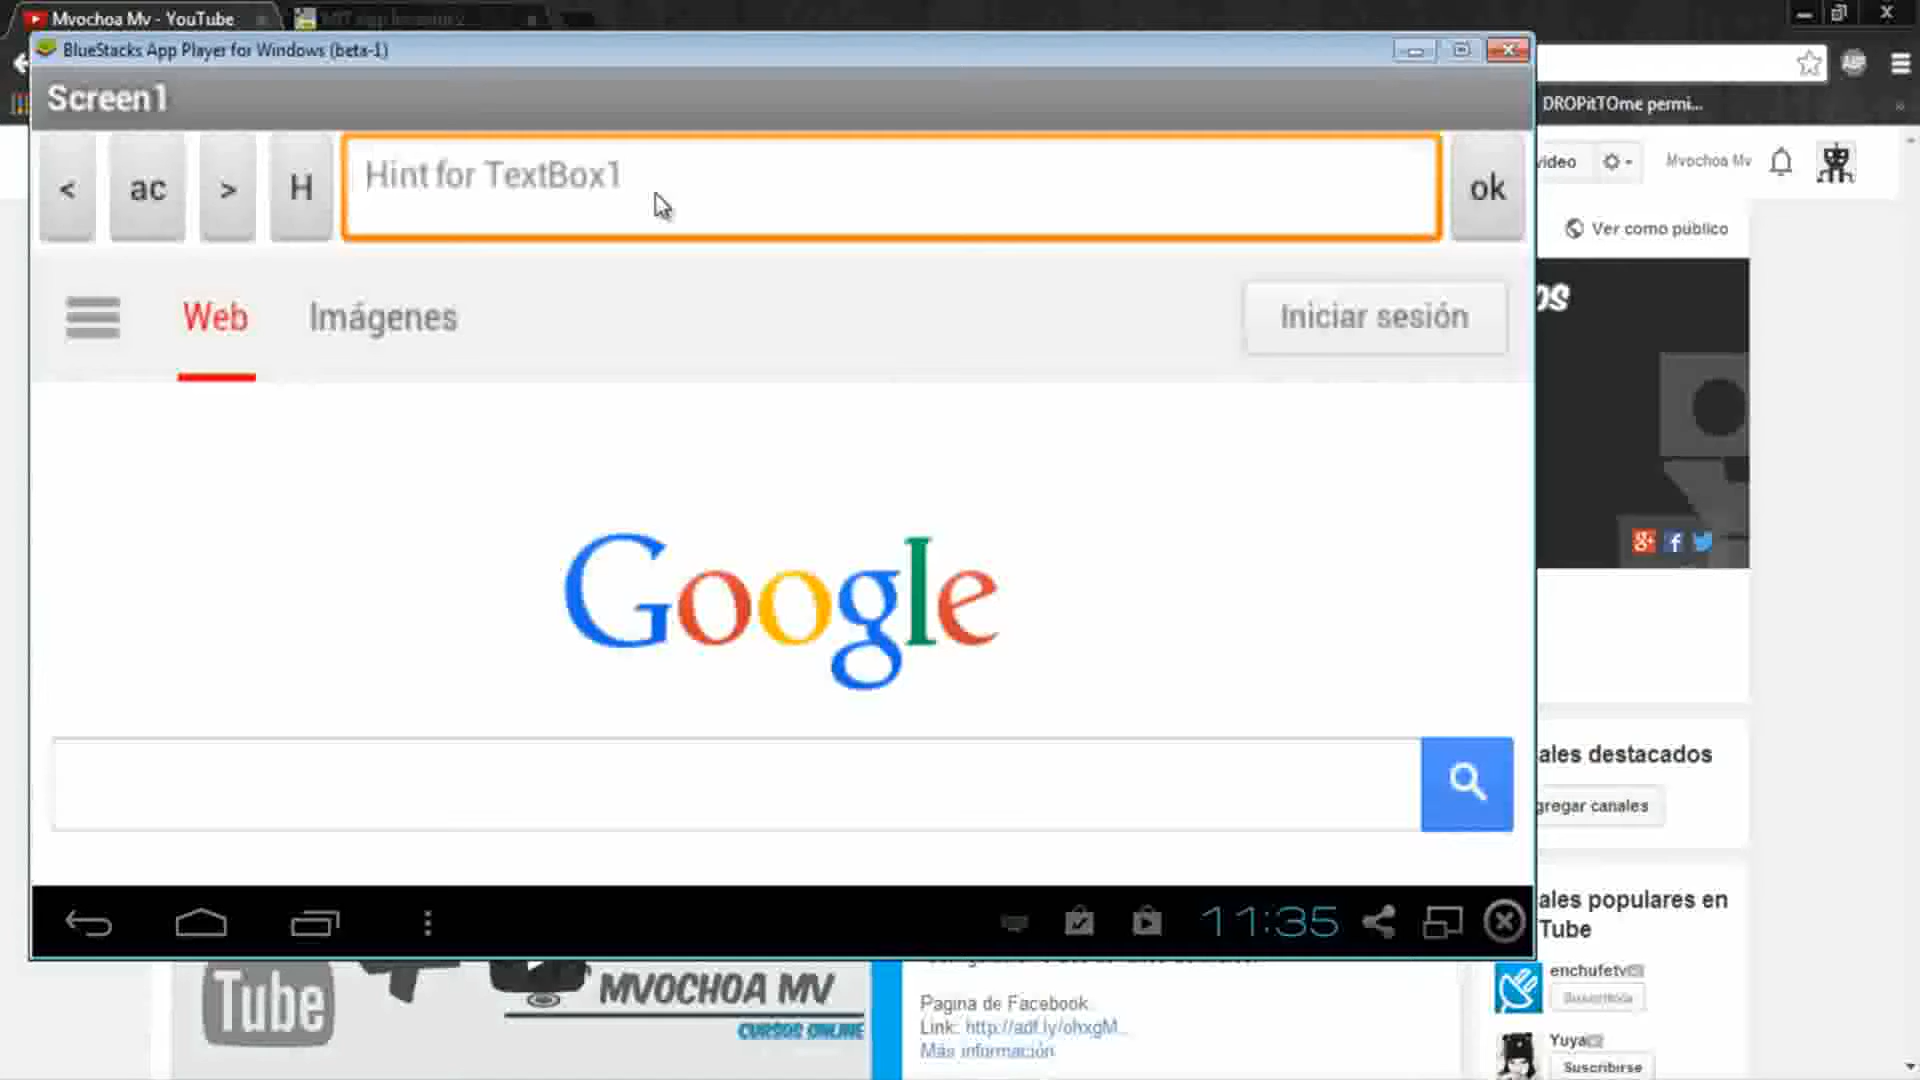 Mvochoa Mv - YouTube
BlueStacks App Player for Windows (beta-1)
Screen1
DROPitTOme permi...
<
ac
>
H
Hint for TextBox1
ok
video
Mvochoa Mv
Ver como público
Web
Imágenes
Iniciar sesión
OS
Google
ales destacados
gregar canales
ales populares en
Tube
11:35
enchufetv
Suscribirse
Yuya
Suscribirse
Tube
MVOCHOA MV
CURSOS ONLINE
Pagina de Facebook
Link: http://adf.ly/ohxgM...
Más información